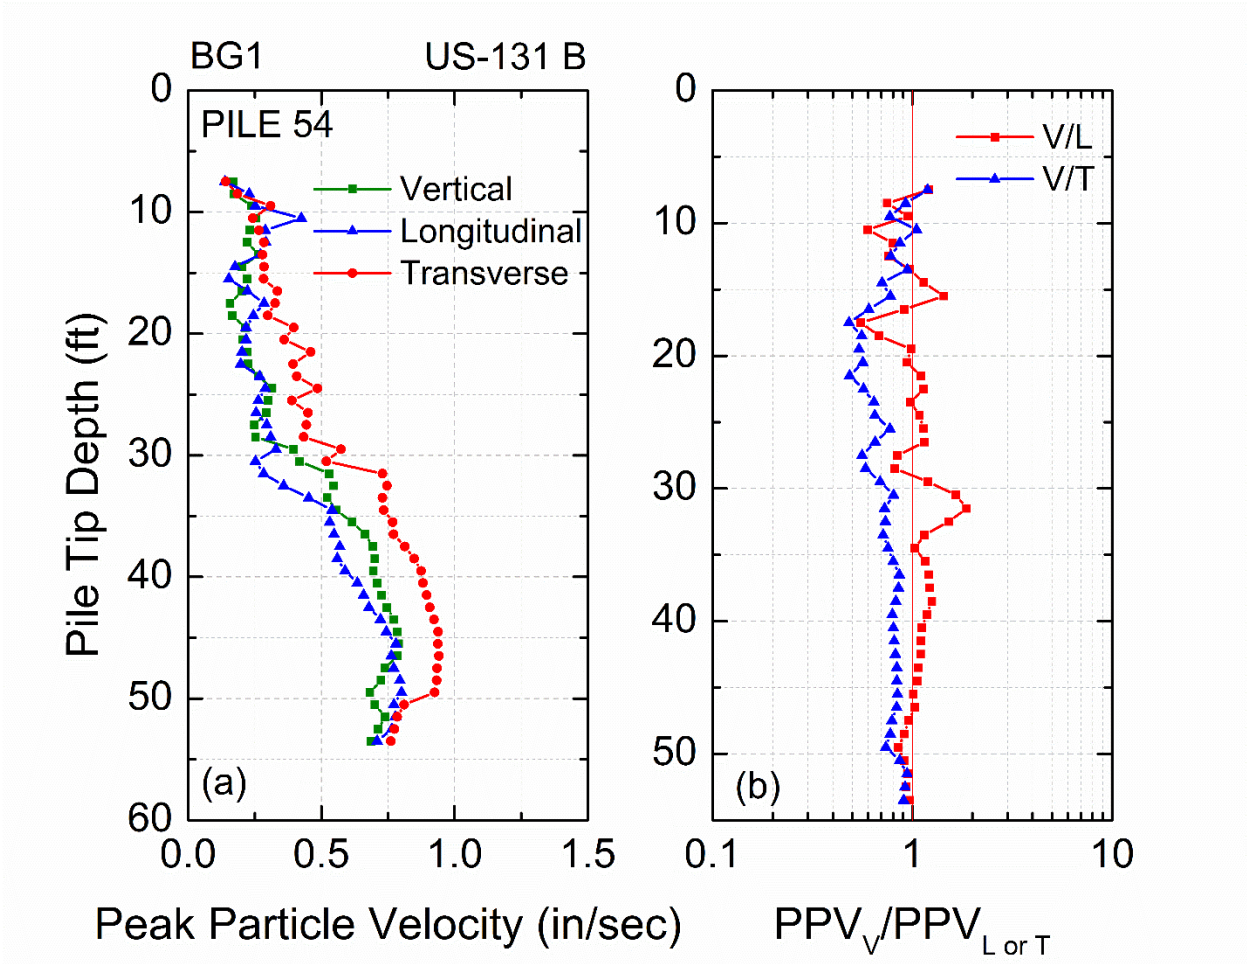 BG1 US-131 B
PILE 54
Vertical
Longitudinal
Transverse
(a)
0
10
20
30
40
50
60
0.0 0.5 1.0 1.5
Pile Tip Depth (ft)
Peak Particle Velocity (in/sec)
V/L
V/T
(b)
0
10
20
30
40
50
0.1 1 10
PPV_V/PPV_L or T